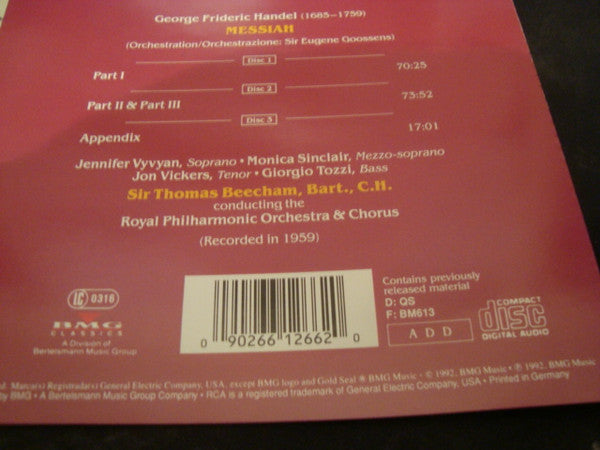 George Frideric Handel (1685–1759)
MESSIAH
(Orchestration/Orchestrazione: Sir Eugene Goossens)
Disc 1
Part I 70:25
Disc 2
Part II & Part III 73:52
Disc 3
Appendix 17:01
Jennifer Vyvyan, Soprano • Monica Sinclair, Mezzo-soprano
Jon Vickers, Tenor • Giorgio Tozzi, Bass
Sir Thomas Beecham, Bart., C.H.
conducting the
Royal Philharmonic Orchestra & Chorus
(Recorded in 1959)
LC 0316
BMG
CLASSICS
A Division of
Bertelsmann Music Group
0 90266 12662 0
Contains previously
released material
D: QS
F: BM613
ADD
COMPACT
disc
DIGITAL AUDIO
Marca(s) Registrada(s) General Electric Company, USA, except BMG logo and Gold Seal ® BMG Music • © 1992, BMG Music • ℗ 1992, BMG Music
by BMG • A Bertelsmann Music Group Company • RCA is a registered trademark of General Electric Company, USA • Printed in Germany